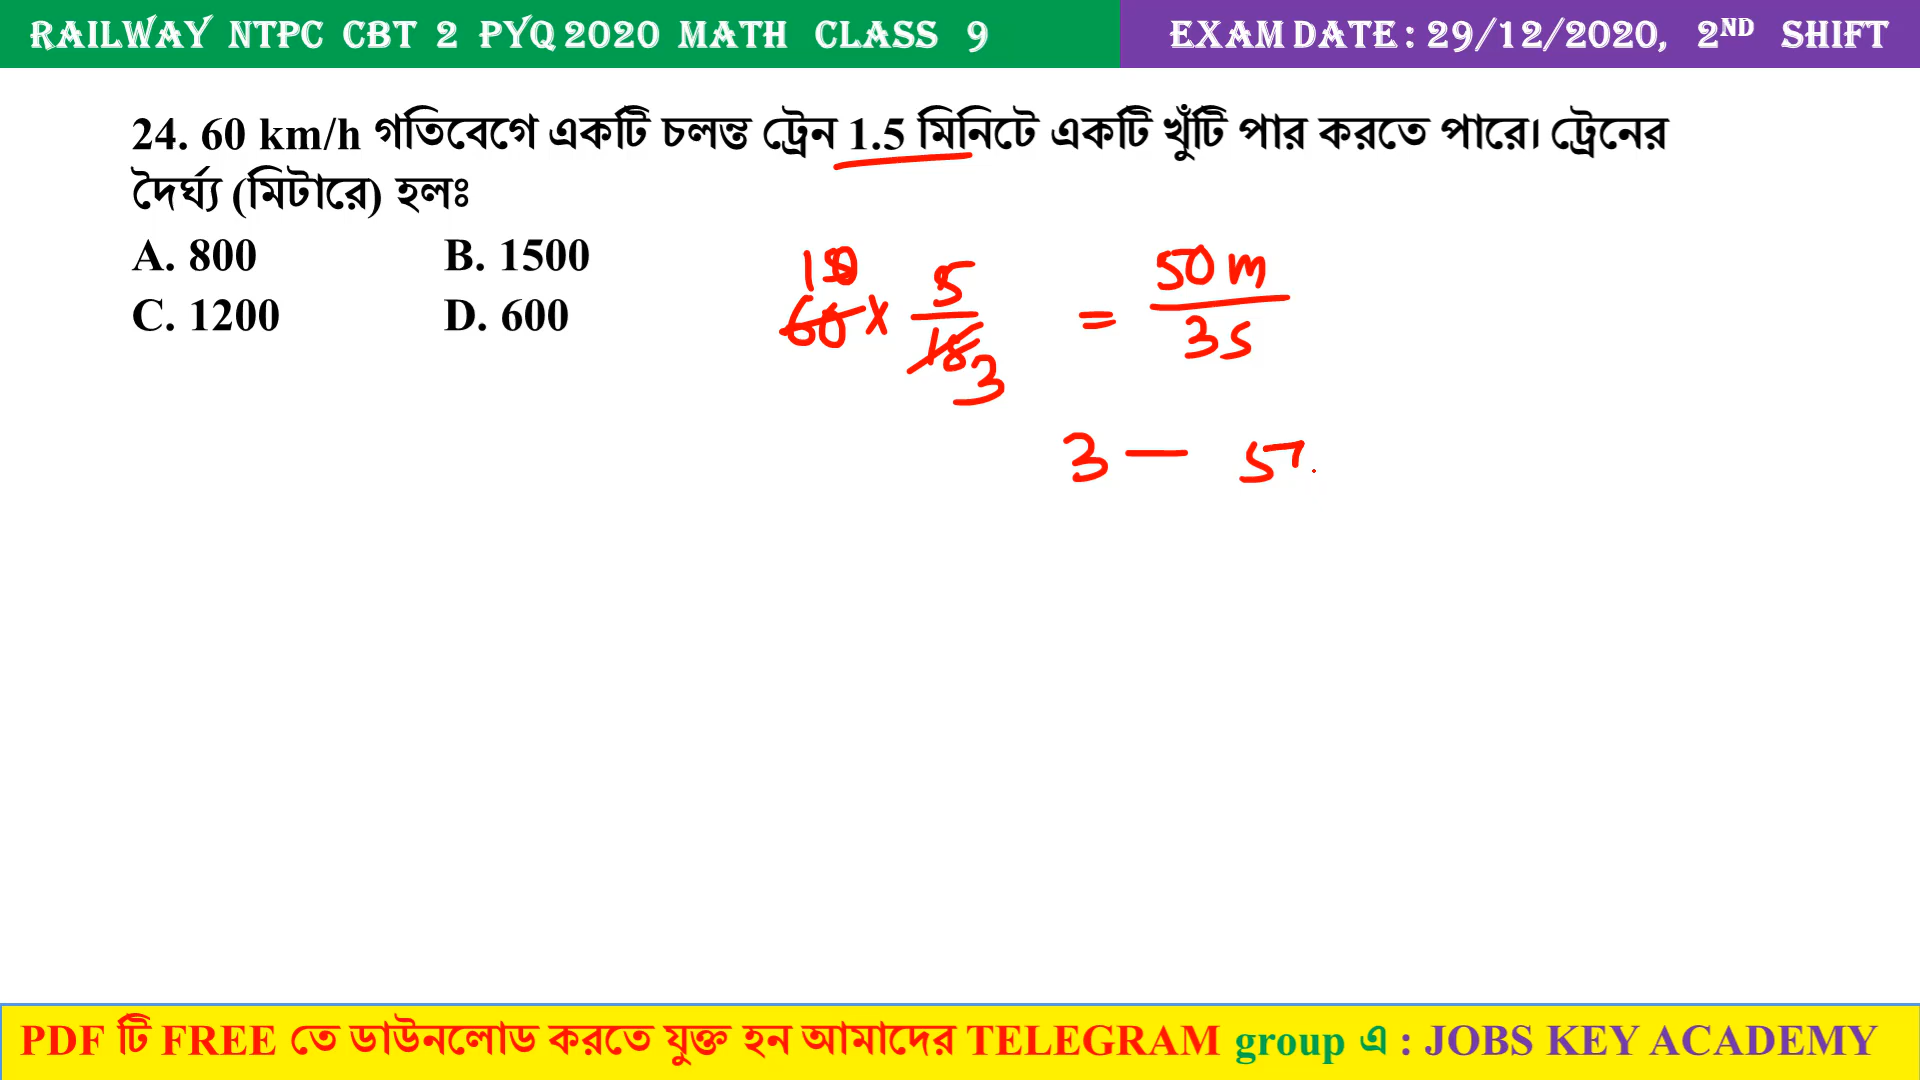 RAILWAY NTPC CBT 2 PYQ 2020 MATH CLASS 9
EXAM DATE : 29/12/2020, 2ND SHIFT
24. 60 km/h গতিবেগে একটি চলন্ত ট্রেন 1.5 মিনিটে একটি খুঁটি পার করতে পারে। ট্রেনের
দৈর্ঘ্য (মিটারে) হলঃ
A. 800 B. 1500
C. 1200 D. 600
10
60 × 5/18 = 50 m/3 s
3
3 —
PDF টি FREE তে ডাউনলোড করতে যুক্ত হন আমাদের TELEGRAM group এ : JOBS KEY ACADEMY